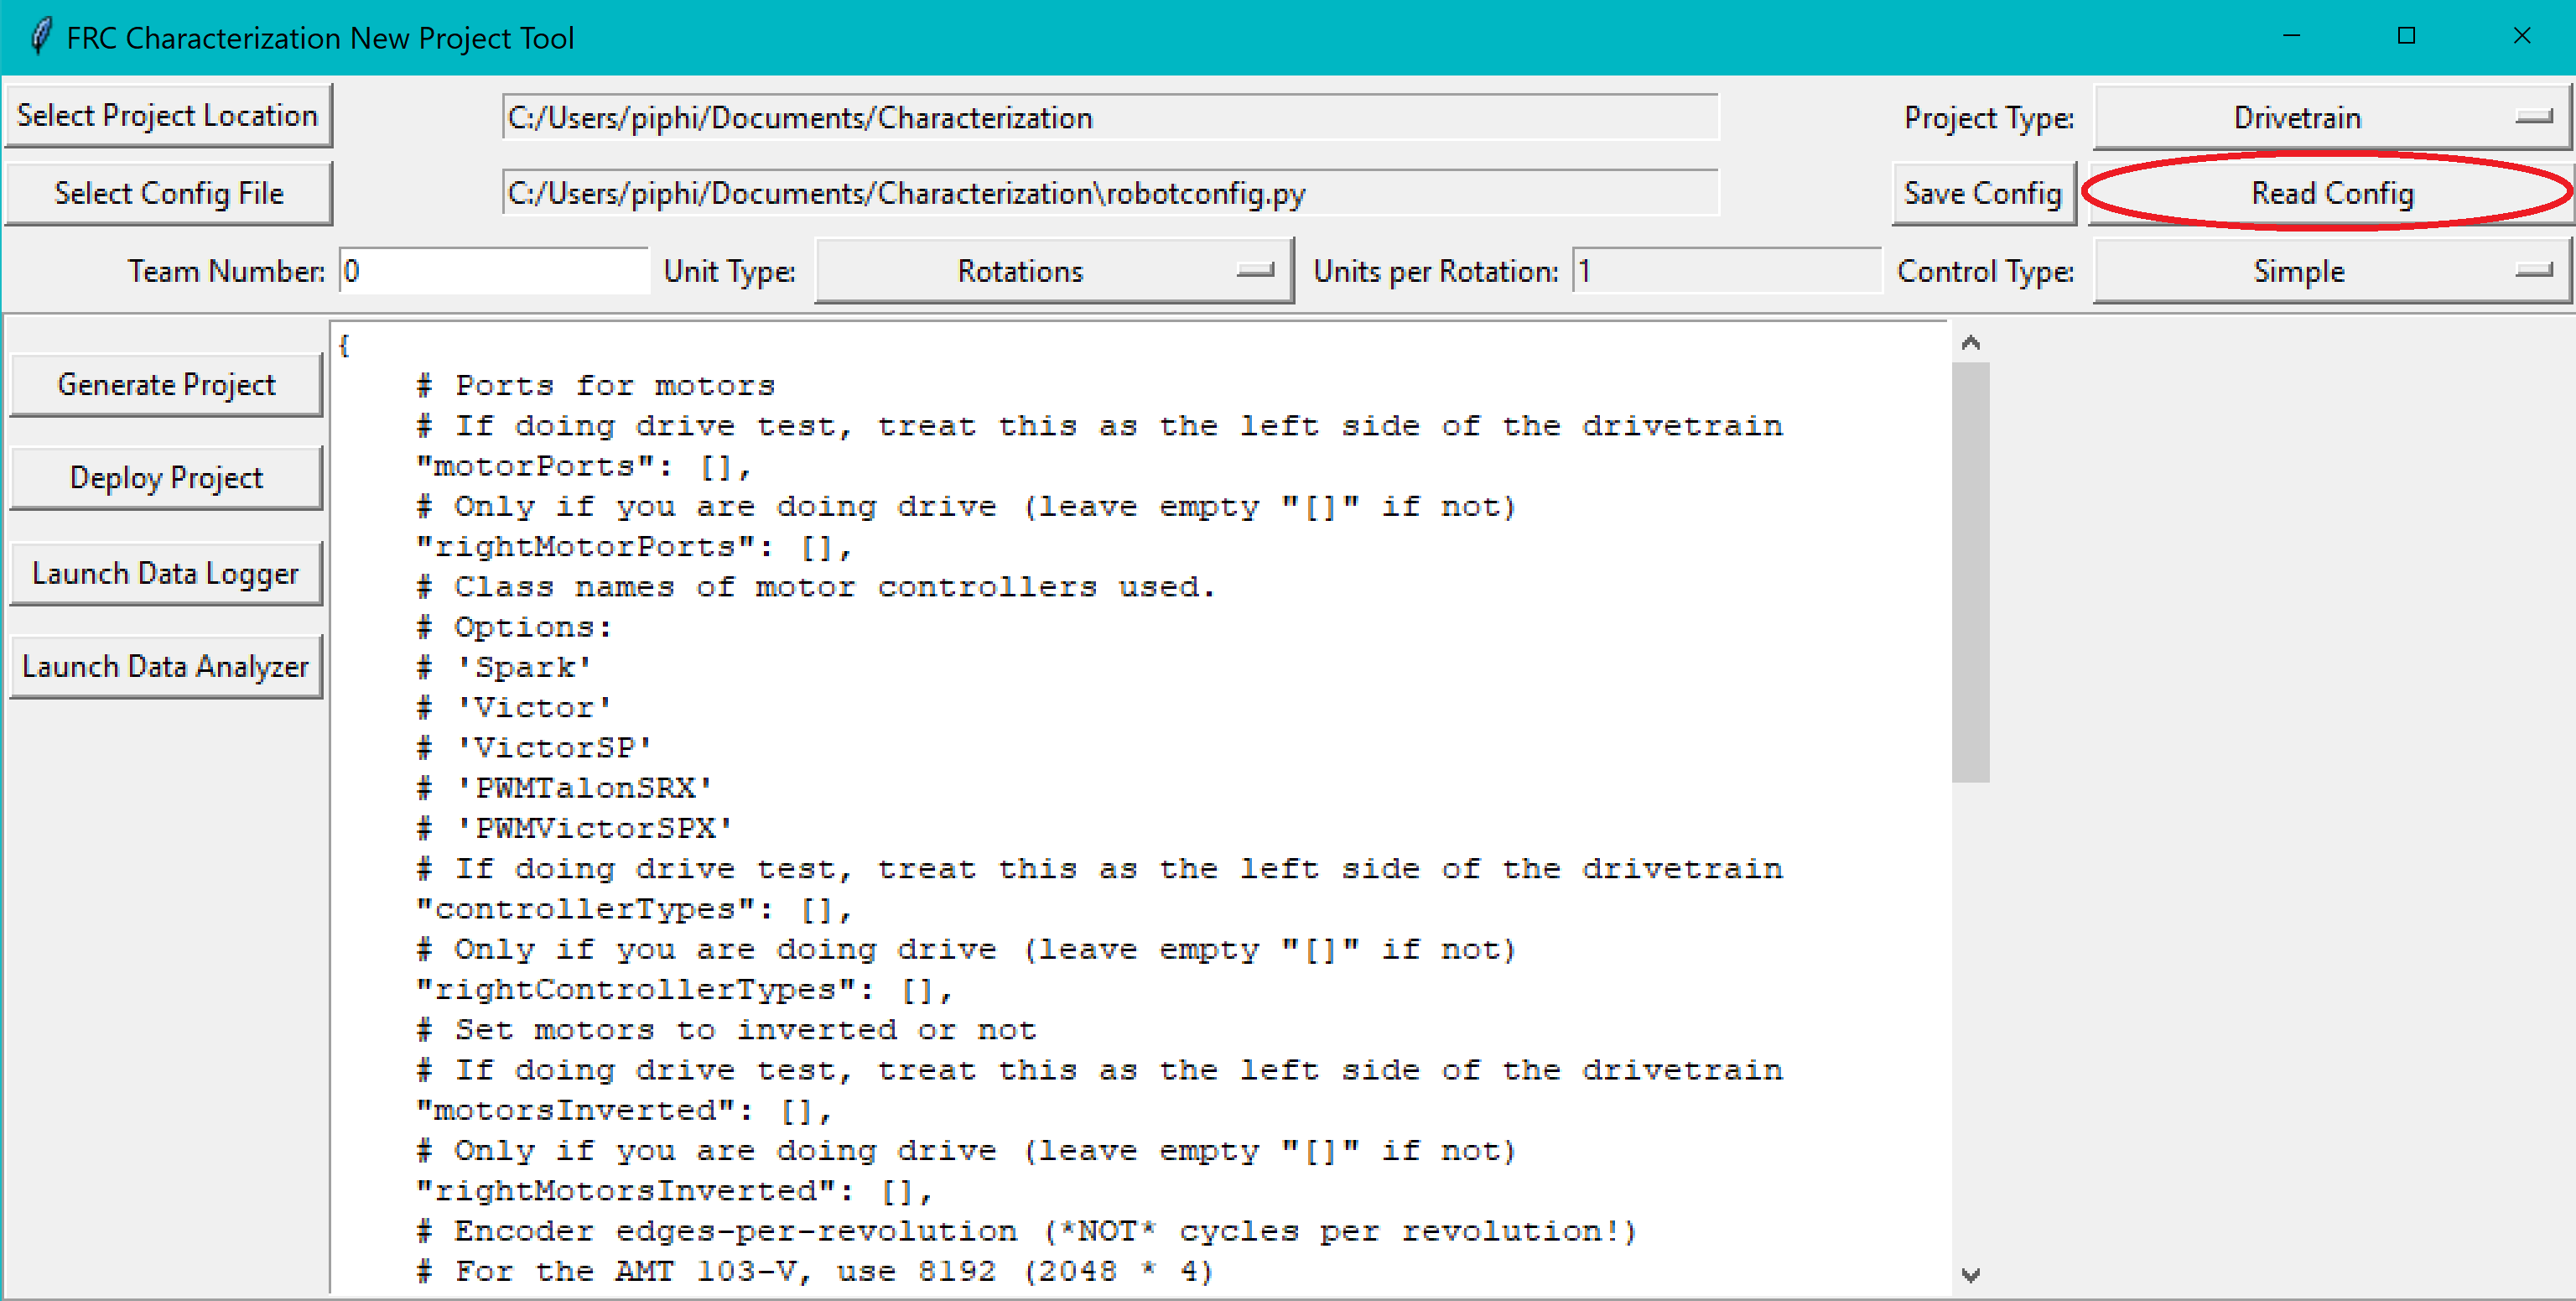 FRC Characterization New Project Tool
Select Project Location C:/Users/piphi/Documents/Characterization Project Type: Drivetrain
Select Config File C:/Users/piphi/Documents/Characterization\robotconfig.py Save Config Read Config
Team Number: 0 Unit Type: Rotations Units per Rotation: 1 Control Type: Simple
Generate Project
Deploy Project
Launch Data Logger
Launch Data Analyzer
{
# Ports for motors
# If doing drive test, treat this as the left side of the drivetrain
"motorPorts": [],
# Only if you are doing drive (leave empty "[]" if not)
"rightMotorPorts": [],
# Class names of motor controllers used.
# Options:
# 'Spark'
# 'Victor'
# 'VictorSP'
# 'PWMTalonSRX'
# 'PWMVictorSPX'
# If doing drive test, treat this as the left side of the drivetrain
"controllerTypes": [],
# Only if you are doing drive (leave empty "[]" if not)
"rightControllerTypes": [],
# Set motors to inverted or not
# If doing drive test, treat this as the left side of the drivetrain
"motorsInverted": [],
# Only if you are doing drive (leave empty "[]" if not)
"rightMotorsInverted": [],
# Encoder edges-per-revolution (*NOT* cycles per revolution!)
# For the AMT 103-V, use 8192 (2048 * 4)